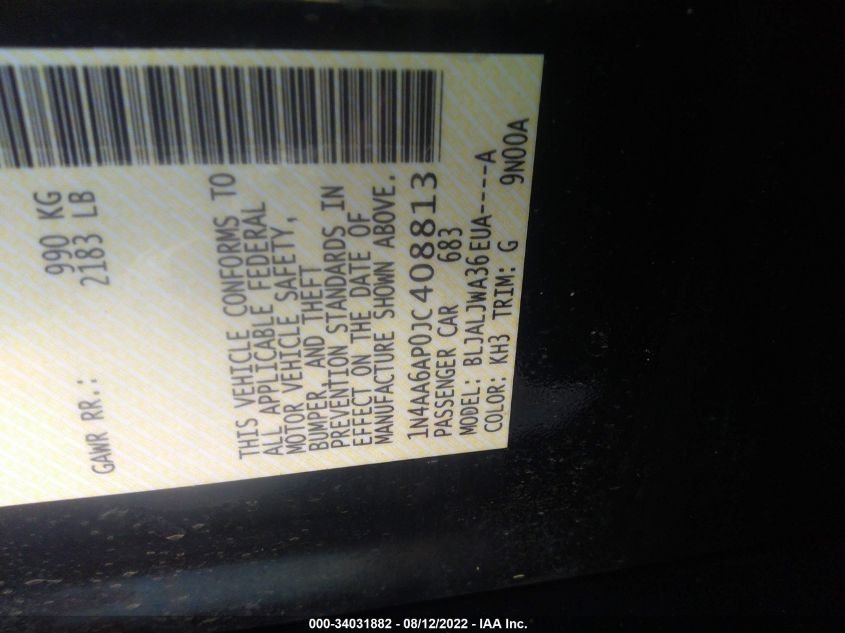 GAWR RR.: 990 KG
2183 LB
THIS VEHICLE CONFORMS TO
ALL APPLICABLE FEDERAL
MOTOR VEHICLE SAFETY,
BUMPER, AND THEFT
PREVENTION STANDARDS IN
EFFECT ON THE DATE OF
MANUFACTURE SHOWN ABOVE.
1N4AA6AP0JC408813
PASSENGER CAR 683
MODEL: BLJALJWA36EUA-----A
COLOR: KH3 TRIM: G 9N00A
000-34031882 - 08/12/2022 - IAA Inc.